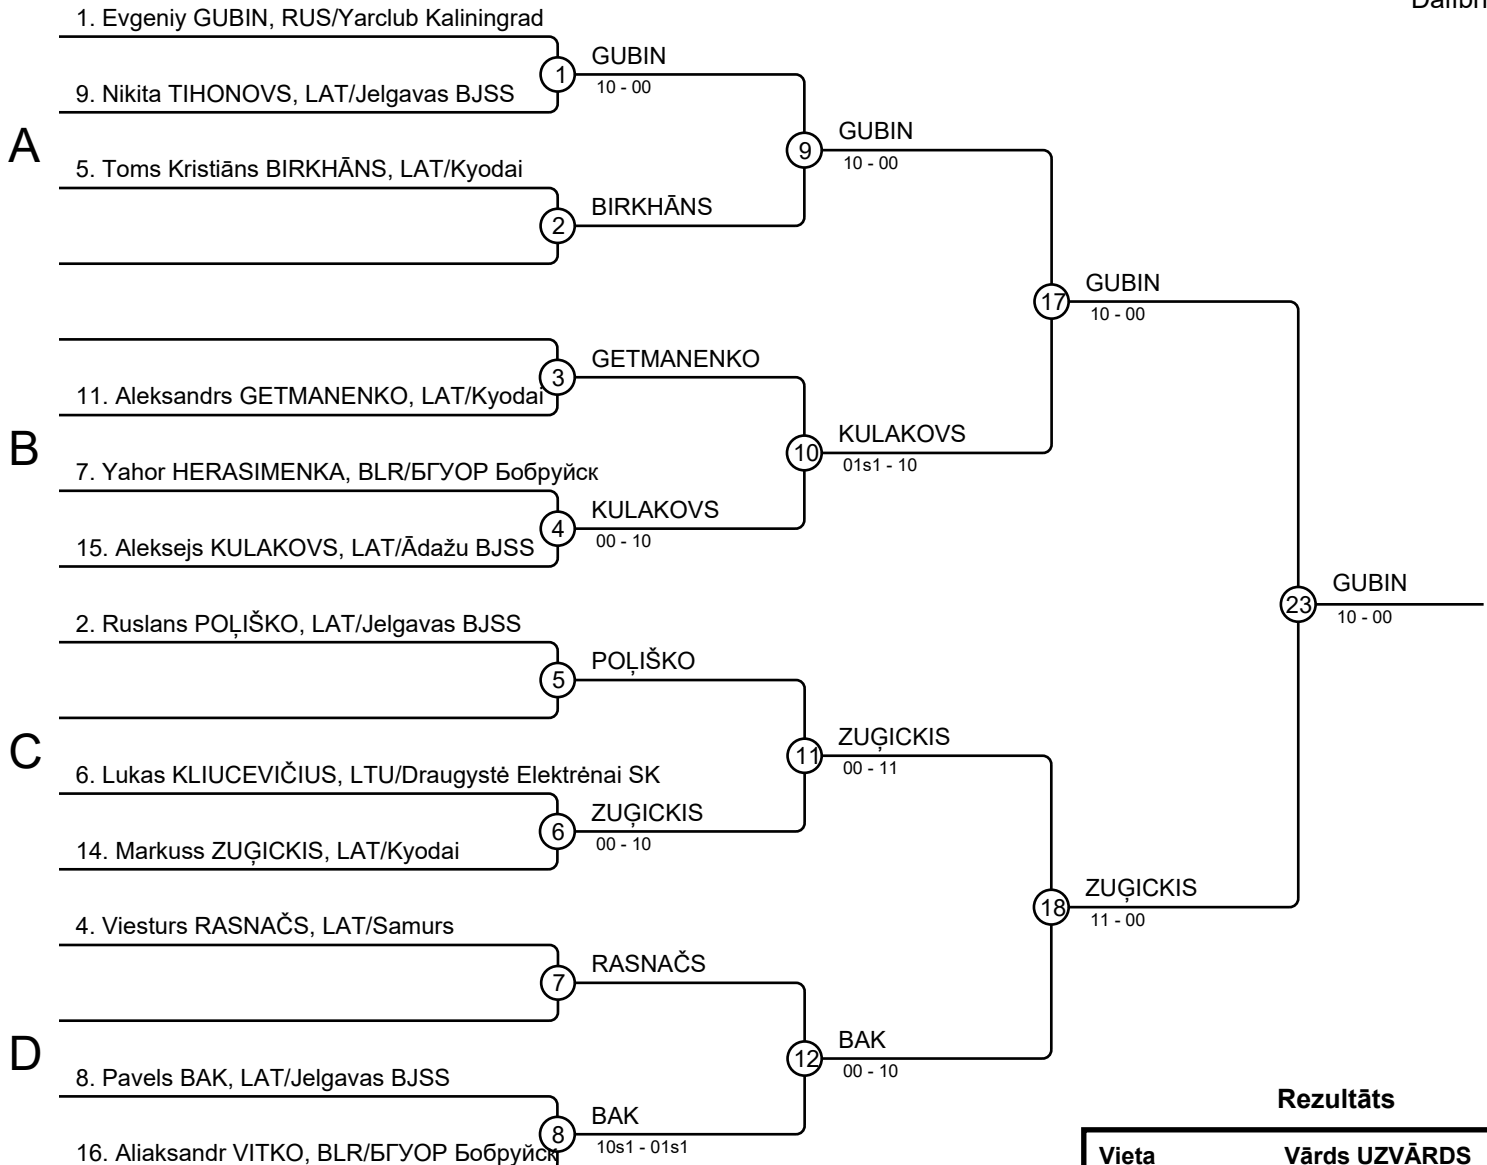 1. Evgeniy GUBIN, RUS/Yarclub Kaliningrad
GUBIN
1
10 - 00
9. Nikita TIHONOVS, LAT/Jelgavas BJSS
GUBIN
A
9
10 - 00
5. Toms Kristiāns BIRKHĀNS, LAT/Kyodai
BIRKHĀNS
2
GUBIN
17
10 - 00
GETMANENKO
3
11. Aleksandrs GETMANENKO, LAT/Kyodai
KULAKOVS
B
10
01s1 - 10
7. Yahor HERASIMENKA, BLR/БГУОР Бобруйск
KULAKOVS
4
00 - 10
15. Aleksejs KULAKOVS, LAT/Ādažu BJSS
GUBIN
23
10 - 00
2. Ruslans POĻIŠKO, LAT/Jelgavas BJSS
POĻIŠKO
5
ZUĢICKIS
C
11
00 - 11
6. Lukas KLIUCEVIČIUS, LTU/Draugystė Elektrėnai SK
ZUĢICKIS
6
00 - 10
14. Markuss ZUĢICKIS, LAT/Kyodai
ZUĢICKIS
18
11 - 00
4. Viesturs RASNAČS, LAT/Samurs
RASNAČS
7
BAK
D
12
00 - 10
8. Pavels BAK, LAT/Jelgavas BJSS
Rezultāts
BAK
8
10s1 - 01s1
16. Aliaksandr VITKO, BLR/БГУОР Бобруйск
Vieta Vārds UZVĀRDS